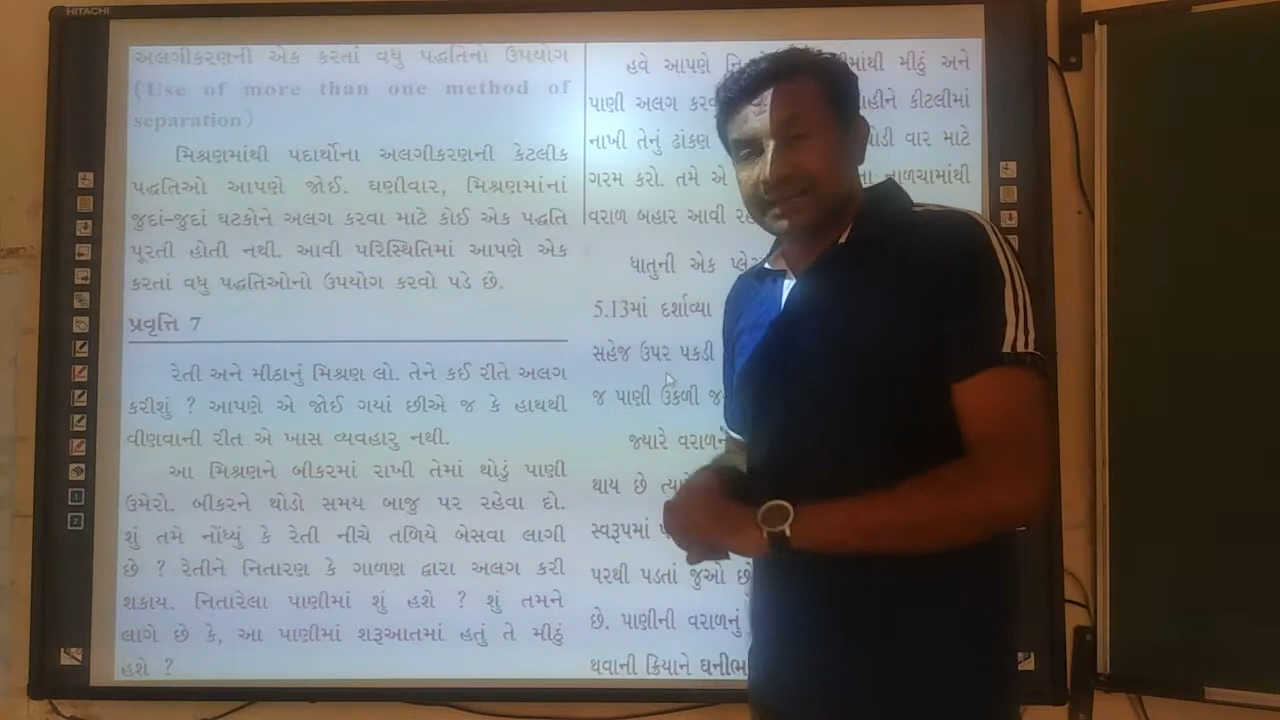 HITACHI
અલગીકરણની એક કરતાં વધુ પદ્ધતિનો ઉપયોગ
(Use of more than one method of
separation)
મિશ્રણમાંથી પદાર્થોના અલગીકરણની કેટલીક
પદ્ધતિઓ આપણે જોઈ. ઘણીવાર, મિશ્રણમાંનાં
જુદાં-જુદાં ઘટકોને અલગ કરવા માટે કોઈ એક પદ્ધતિ
પૂરતી હોતી નથી. આવી પરિસ્થિતિમાં આપણે એક
કરતાં વધુ પદ્ધતિઓનો ઉપયોગ કરવો પડે છે.
પ્રવૃત્તિ 7
રેતી અને મીઠાનું મિશ્રણ લો. તેને કઈ રીતે અલગ
કરીશું ? આપણે એ જોઈ ગયાં છીએ જ કે હાથથી
વીણવાની રીત એ ખાસ વ્યવહારુ નથી.
આ મિશ્રણને બીકરમાં રાખી તેમાં થોડું પાણી
ઉમેરો. બીકરને થોડો સમય બાજુ પર રહેવા દો.
શું તમે નોંધ્યું કે રેતી નીચે તળિયે બેસવા લાગી
છે ? રેતીને નિતારણ કે ગાળણ દ્વારા અલગ કરી
શકાય. નિતારેલા પાણીમાં શું હશે ? શું તમને
લાગે છે કે, આ પાણીમાં શરૂઆતમાં હતું તે મીઠું
હશે ?
હવે આપણે મીઠું અને
પાણી અલગ કીટલીમાં
નાખી તેનું ઢાંકણ વાર માટે
ગરમ કરો. તમે એ નાળચામાંથી
વરાળ બહાર આવી
ધાતુની એક
5.13માં દર્શાવ્યા
સહેજ ઉપર પકડી
જ પાણી ઉકળી
જ્યારે
થાય છે
સ્વરૂપમાં
પરથી પડતાં જુઓ
છે. પાણીની વરાળનું
થવાની ક્રિયાને